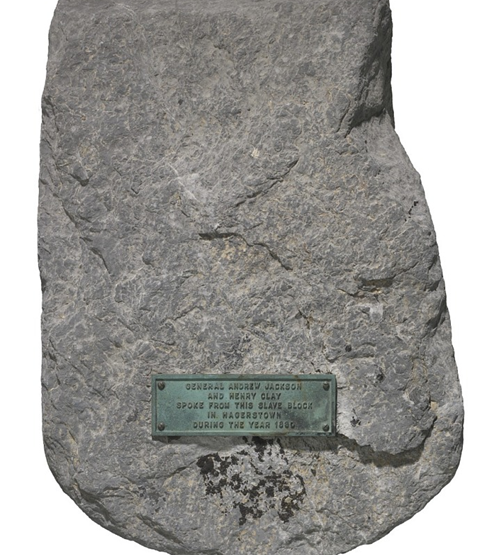 GENERAL ANDREW JACKSON
AND HENRY CLAY
SPOKE FROM THIS SLAVE BLOCK
IN HAGERSTOWN
DURING THE YEAR 1830